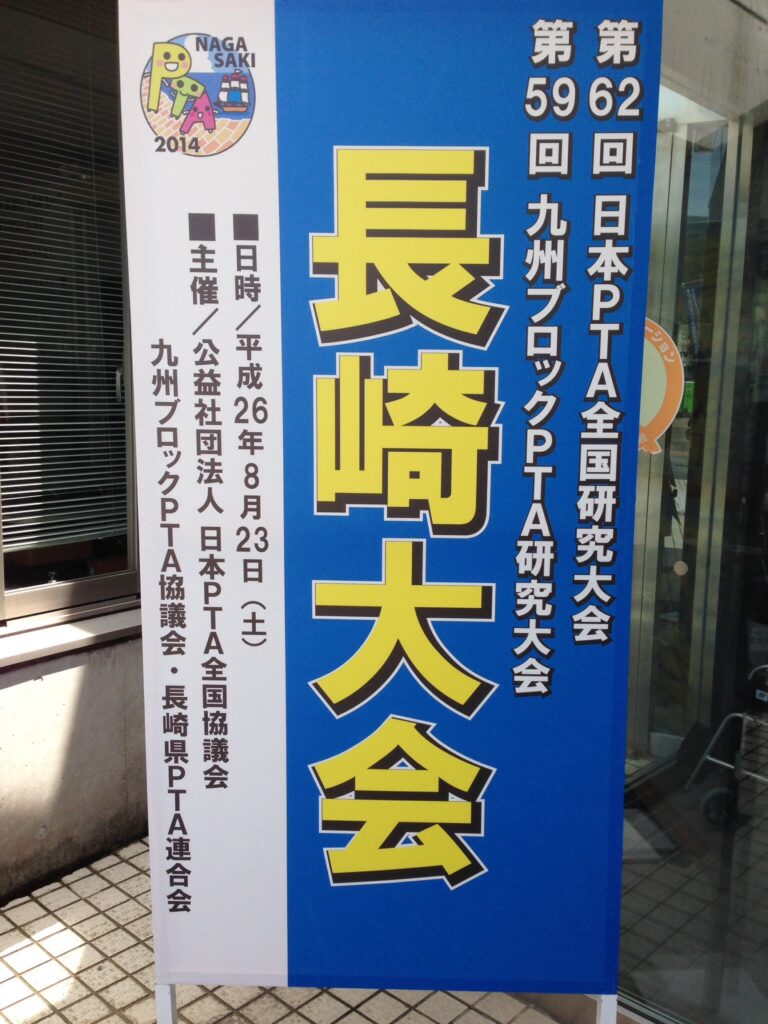 第62回 日本PTA全国研究大会
第59回 九州ブロックPTA研究大会
長崎大会
NAGA
SAKI
PTA
2014
■日時／平成26年8月23日（土）
■主催／公益社団法人 日本PTA全国協議会
九州ブロックPTA協議会・長崎県PTA連合会
ーション